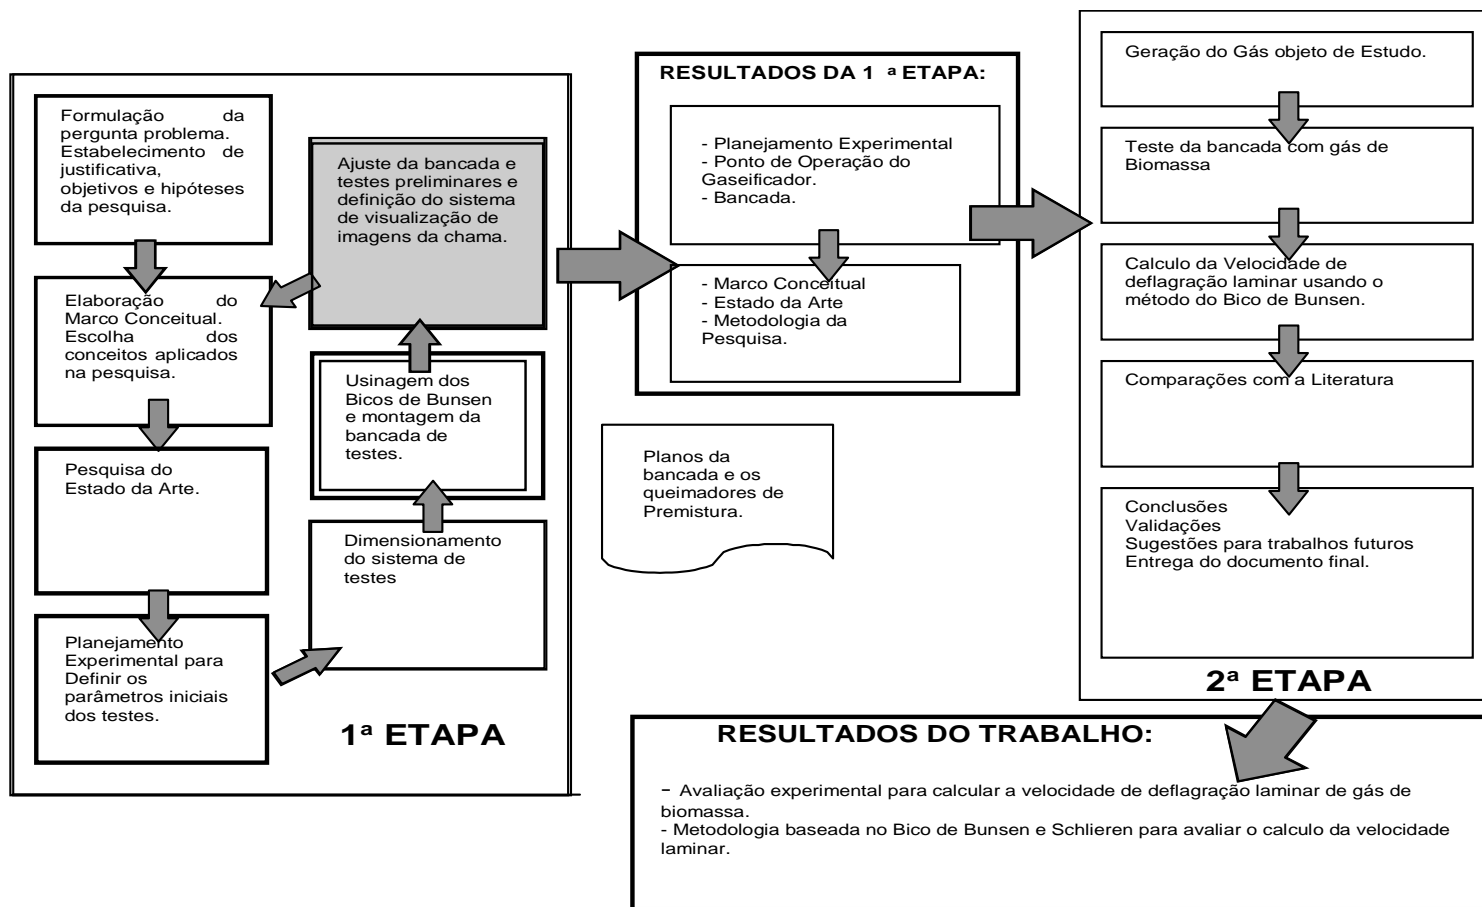 Formulação da
pergunta problema.
Estabelecimento de
justificativa,
objetivos e hipóteses
da pesquisa.
Elaboração do
Marco Conceitual.
Escolha dos
conceitos aplicados
na pesquisa.
Pesquisa do
Estado da Arte.
Planejamento
Experimental para
Definir os
parâmetros iniciais
dos testes.
Dimensionamento
do sistema de
testes
Usinagem dos
Bicos de Bunsen
e montagem da
bancada de
testes.
Ajuste da bancada e
testes preliminares e
definição do sistema
de visualização de
imagens da chama.
1ª ETAPA
RESULTADOS DA 1 ª ETAPA:
- Planejamento Experimental
- Ponto de Operação do
Gaseificador.
- Bancada.
- Marco Conceitual
- Estado da Arte
- Metodologia da
Pesquisa.
Planos da
bancada e os
queimadores de
Premistura.
Geração do Gás objeto de Estudo.
Teste da bancada com gás de
Biomassa
Calculo da Velocidade de
deflagração laminar usando o
método do Bico de Bunsen.
Comparações com a Literatura
Conclusões
Validações
Sugestões para trabalhos futuros
Entrega do documento final.
2ª ETAPA
RESULTADOS DO TRABALHO:
- Avaliação experimental para calcular a velocidade de deflagração laminar de gás de
biomassa.
- Metodologia baseada no Bico de Bunsen e Schlieren para avaliar o calculo da velocidade
laminar.